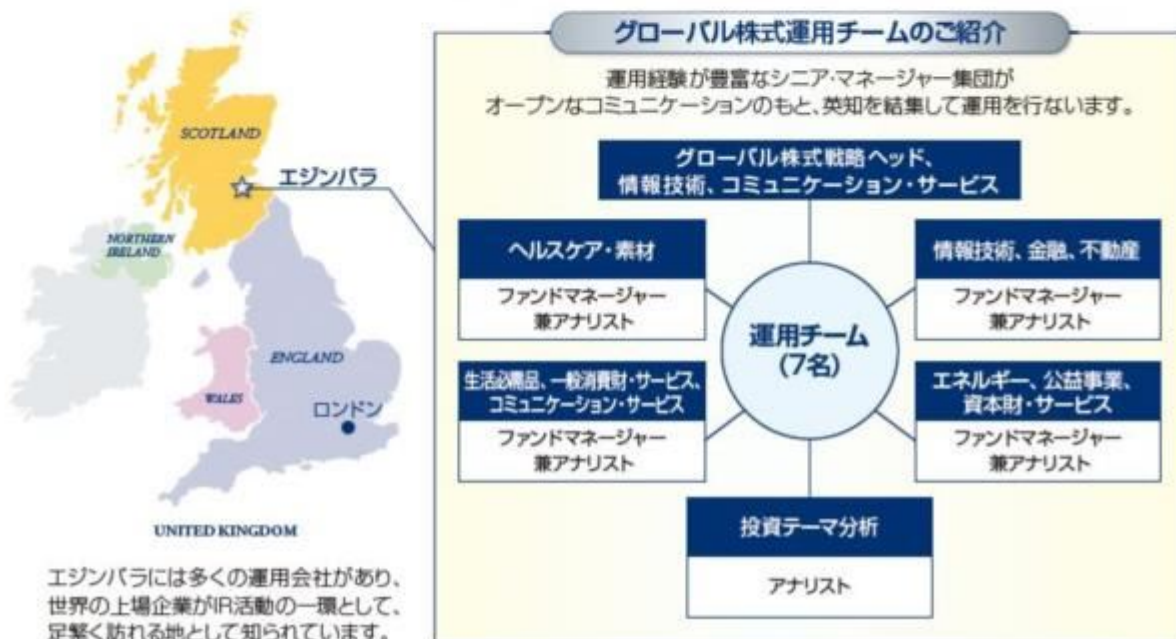 グローバル株式運用チームのご紹介
運用経験が豊富なシニア・マネージャー集団が
オープンなコミュニケーションのもと、英知を結集して運用を行ないます。
SCOTLAND
エジンバラ
NORTHERN
IRELAND
ENGLAND
WALES
ロンドン
UNITED KINGDOM
エジンバラには多くの運用会社があり、
世界の上場企業がIR活動の一環として、
足繁く訪れる地として知られています。
グローバル株式戦略ヘッド、
情報技術、コミュニケーション・サービス
ヘルスケア・素材
ファンドマネージャー
兼アナリスト
情報技術、金融、不動産
ファンドマネージャー
兼アナリスト
運用チーム
(7名)
生活必需品、一般消費財・サービス、
コミュニケーション・サービス
ファンドマネージャー
兼アナリスト
エネルギー、公益事業、
資本財・サービス
ファンドマネージャー
兼アナリスト
投資テーマ分析
アナリスト